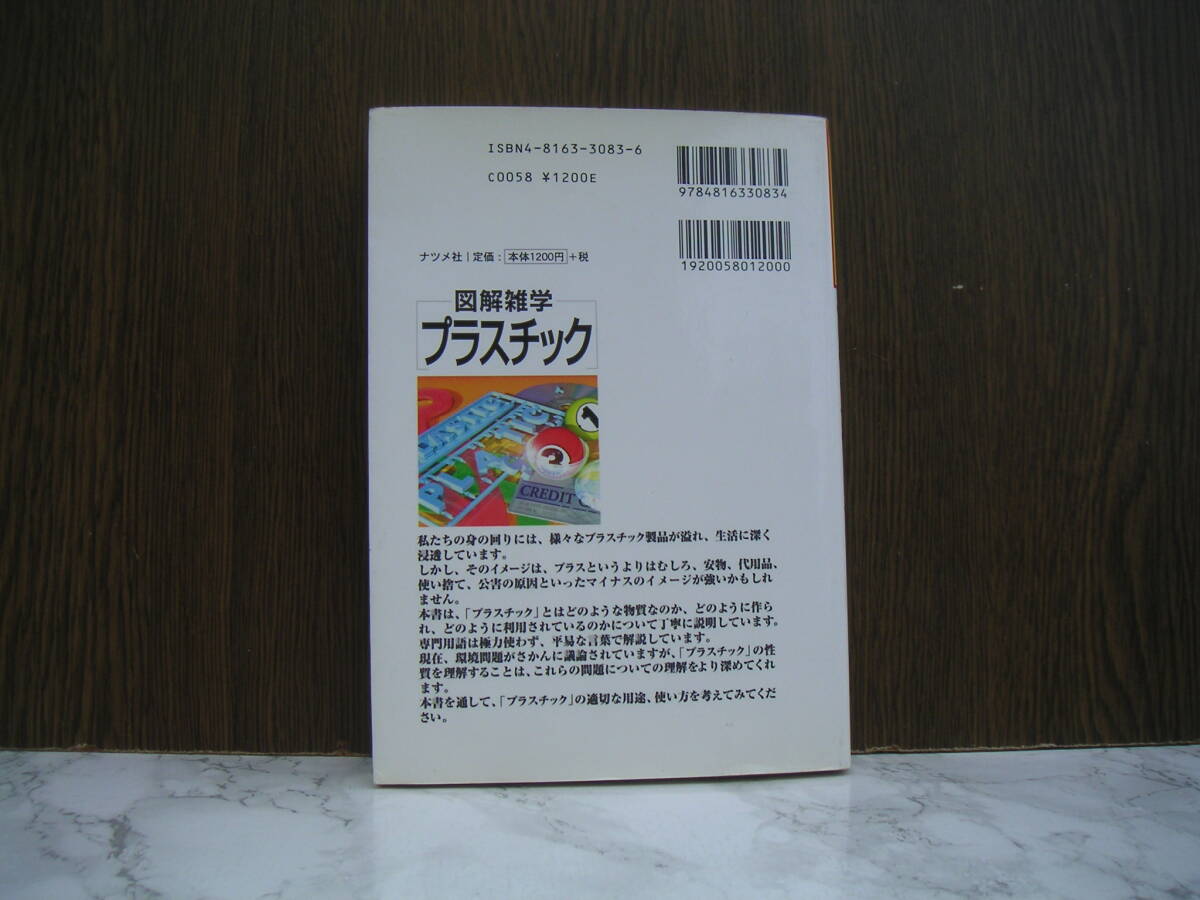 ISBN4-8163-3083-6
C0058 ¥1200E
9784816330834
1920058012000
ナツメ社 | 定価：本体1200円+税
図解雑学
プラスチック
PLASTIC
CREDIT
私たちの身の回りには、様々なプラスチック製品が溢れ、生活に深く
浸透しています。
しかし、そのイメージは、プラスというよりはむしろ、安物、代用品、
使い捨て、公害の原因といったマイナスのイメージが強いかもしれ
ません。
本書は、「プラスチック」とはどのような物質なのか、どのように作ら
れ、どのように利用されているのかについて丁寧に説明しています。
専門用語は極力使わず、平易な言葉で解説しています。
現在、環境問題がさかんに議論されていますが、「プラスチック」の性
質を理解することは、これらの問題についての理解をより深めてくれ
ます。
本書を通して、「プラスチック」の適切な用途、使い方を考えてみてくだ
さい。